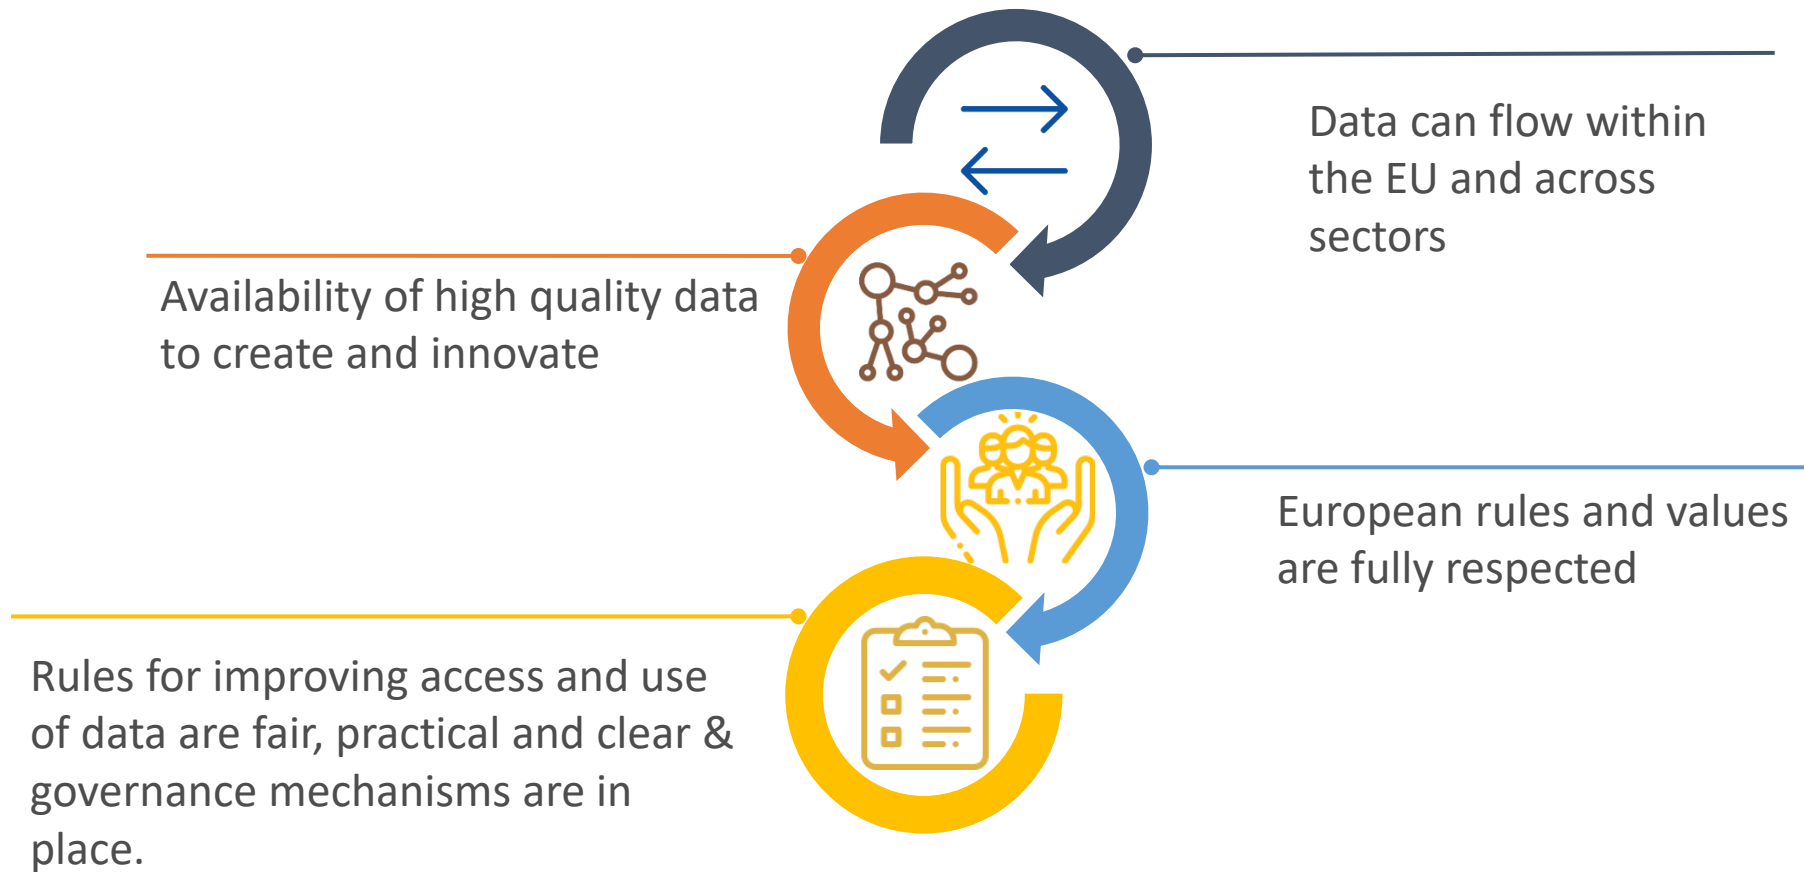 Data can flow within
the EU and across
sectors
Availability of high quality data
to create and innovate
European rules and values
are fully respected
Rules for improving access and use
of data are fair, practical and clear &
governance mechanisms are in
place.